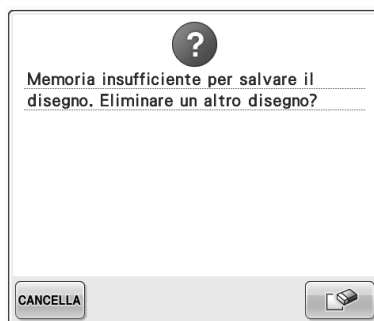 ?
Memoria insufficiente per salvare il
disegno. Eliminare un altro disegno?
CANCELLA